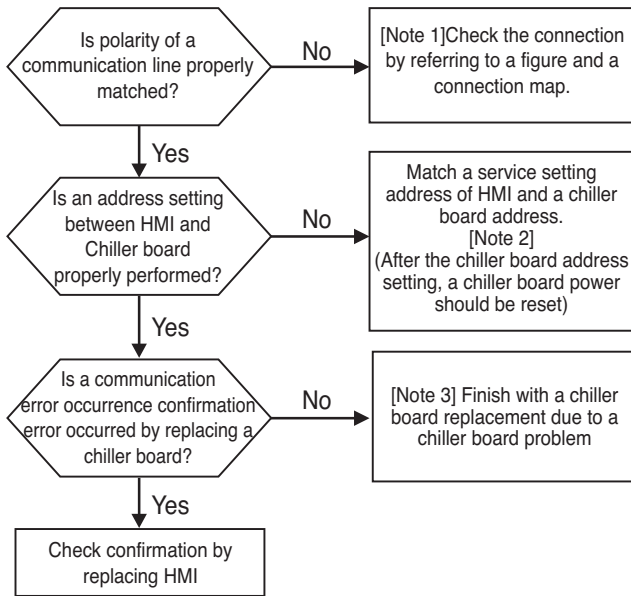 Is polarity of a
communication line properly
matched?
No
[Note 1]Check the connection
by referring to a figure and a
connection map.
Yes
Is an address setting
between HMI and
Chiller board
properly performed?
No
Match a service setting
address of HMI and a chiller
board address.
[Note 2]
(After the chiller board address
setting, a chiller board power
should be reset)
Yes
Is a communication
error occurrence confirmation
error occurred by replacing a
chiller board?
No
[Note 3] Finish with a chiller
board replacement due to a
chiller board problem
Yes
Check confirmation by
replacing HMI